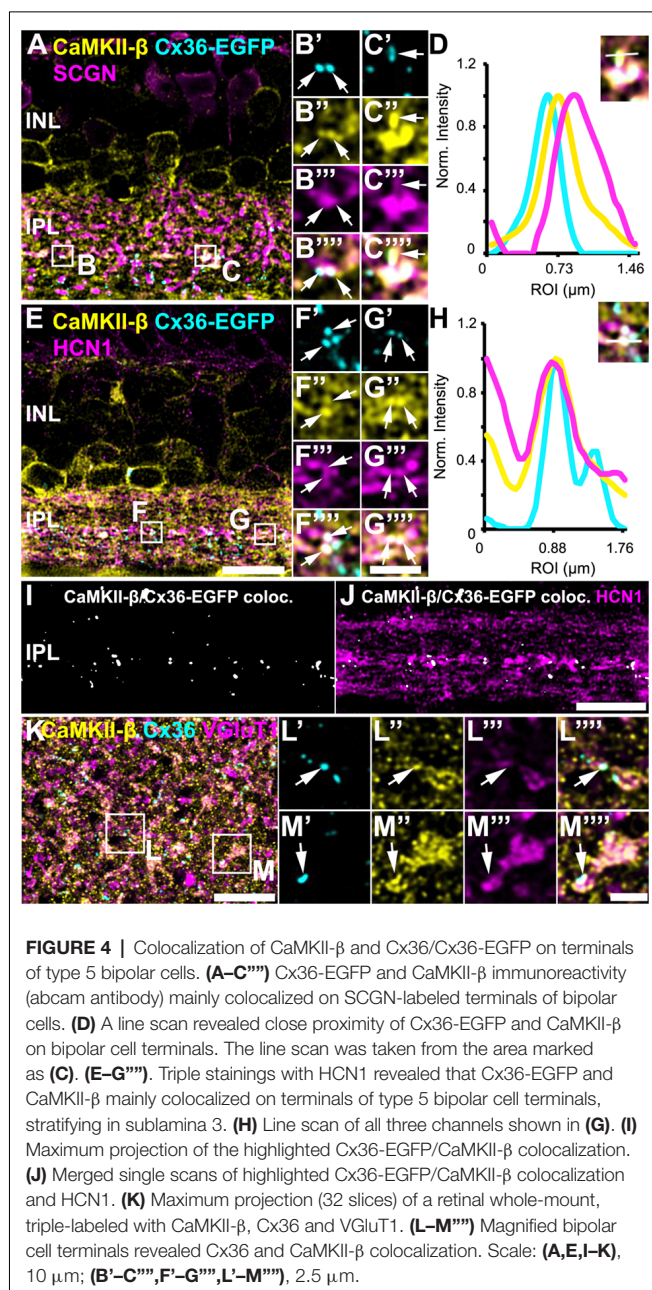 A CaMKII-β Cx36-EGFP
SCGN
INL
IPL
B
C
B’
C’
B’’
C’’
B’’’
C’’’
B’’’’
C’’’’
D
Norm. Intensity
1.2
0.8
0.4
0
0 0.73 1.46
ROI (µm)
E CaMKII-β Cx36-EGFP
HCN1
INL
IPL
F
G
F’
G’
F’’
G’’
F’’’
G’’’
F’’’’
G’’’’
H
Norm. Intensity
1.2
0.8
0.4
0
0 0.88 1.76
ROI (µm)
I CaMKII-β/Cx36-EGFP coloc.
IPL
J CaMKII-β/Cx36-EGFP coloc. HCN1
K CaMKII-β Cx36 VGluT1
L
M
L’
L’’
L’’’
L’’’’
M’
M’’
M’’’
M’’’’
FIGURE 4 | Colocalization of CaMKII-β and Cx36/Cx36-EGFP on terminals
of type 5 bipolar cells. (A–C’’’’) Cx36-EGFP and CaMKII-β immunoreactivity
(abcam antibody) mainly colocalized on SCGN-labeled terminals of bipolar
cells. (D) A line scan revealed close proximity of Cx36-EGFP and CaMKII-β
on bipolar cell terminals. The line scan was taken from the area marked
as (C). (E–G’’’’). Triple stainings with HCN1 revealed that Cx36-EGFP and
CaMKII-β mainly colocalized on terminals of type 5 bipolar cell terminals,
stratifying in sublamina 3. (H) Line scan of all three channels shown in (G). (I)
Maximum projection of the highlighted Cx36-EGFP/CaMKII-β colocalization.
(J) Merged single scans of highlighted Cx36-EGFP/CaMKII-β colocalization
and HCN1. (K) Maximum projection (32 slices) of a retinal whole-mount,
triple-labeled with CaMKII-β, Cx36 and VGluT1. (L–M’’’’) Magnified bipolar
cell terminals revealed Cx36 and CaMKII-β colocalization. Scale: (A,E,I–K),
10 µm; (B’–C’’’’,F’–G’’’’,L’–M’’’’), 2.5 µm.